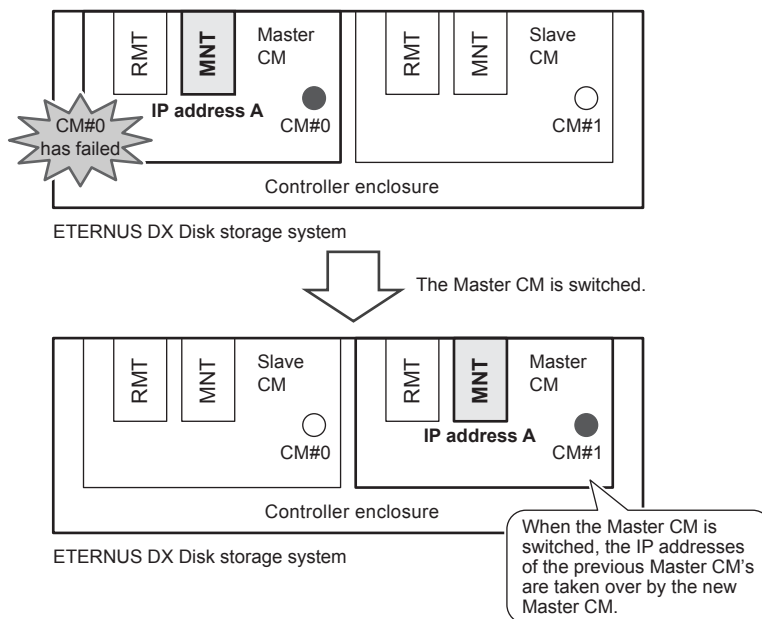 RMT
MNT
Master
CM
IP address A
CM#0
CM#0
has failed
RMT
MNT
Slave
CM
CM#1
Controller enclosure
ETERNUS DX Disk storage system
The Master CM is switched.
RMT
MNT
Slave
CM
CM#0
RMT
MNT
Master
CM
IP address A
CM#1
Controller enclosure
ETERNUS DX Disk storage system
When the Master CM is
switched, the IP addresses
of the previous Master CM's
are taken over by the new
Master CM.